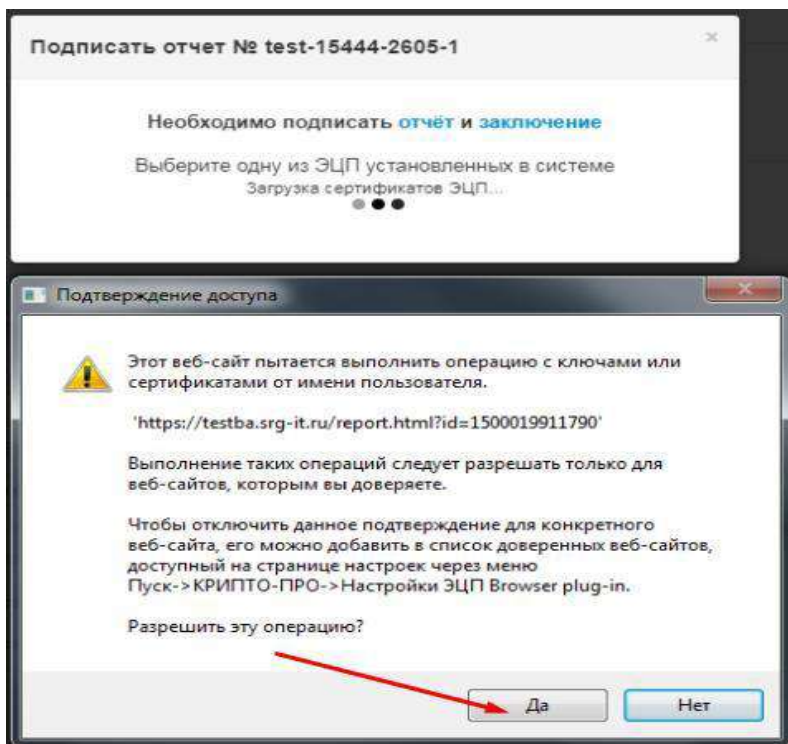 Подписать отчет № test-15444-2605-1
Необходимо подписать отчёт и заключение
Выберите одну из ЭЦП установленных в системе
Загрузка сертификатов ЭЦП...
Подтверждение доступа
Этот веб-сайт пытается выполнить операцию с ключами или
сертификатами от имени пользователя.
'https://testba.srg-it.ru/report.html?id=1500019911790'
Выполнение таких операций следует разрешать только для
веб-сайтов, которым вы доверяете.
Чтобы отключить данное подтверждение для конкретного
веб-сайта, его можно добавить в список доверенных веб-сайтов,
доступный на странице настроек через меню
Пуск->КРИПТО-ПРО->Настройки ЭЦП Browser plug-in.
Разрешить эту операцию?
Да Нет